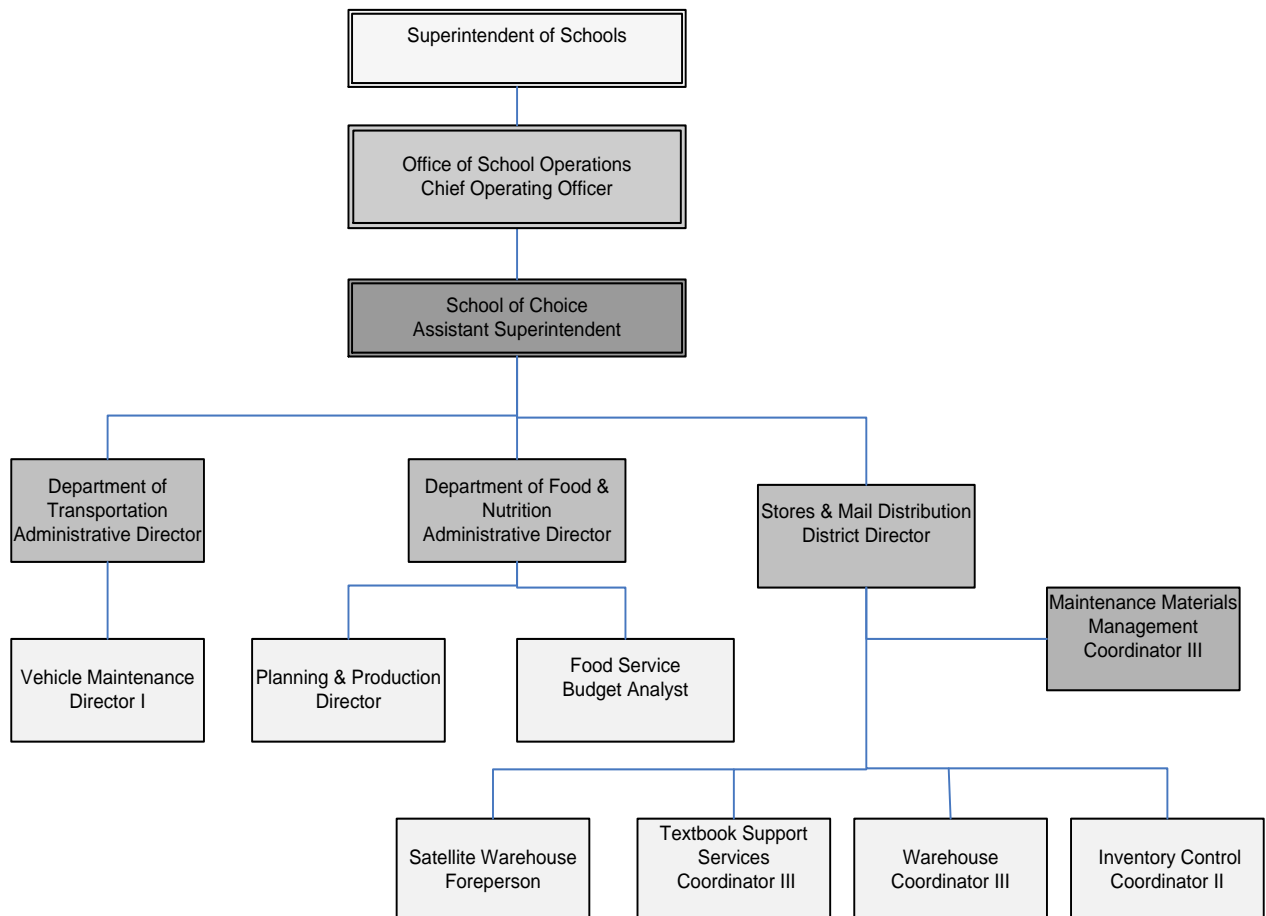 Superintendent of Schools
Office of School Operations
Chief Operating Officer
School of Choice
Assistant Superintendent
Department of
Transportation
Administrative Director
Department of Food &
Nutrition
Administrative Director
Stores & Mail Distribution
District Director
Maintenance Materials
Management
Coordinator III
Vehicle Maintenance
Director I
Planning & Production
Director
Food Service
Budget Analyst
Satellite Warehouse
Foreperson
Textbook Support
Services
Coordinator III
Warehouse
Coordinator III
Inventory Control
Coordinator II